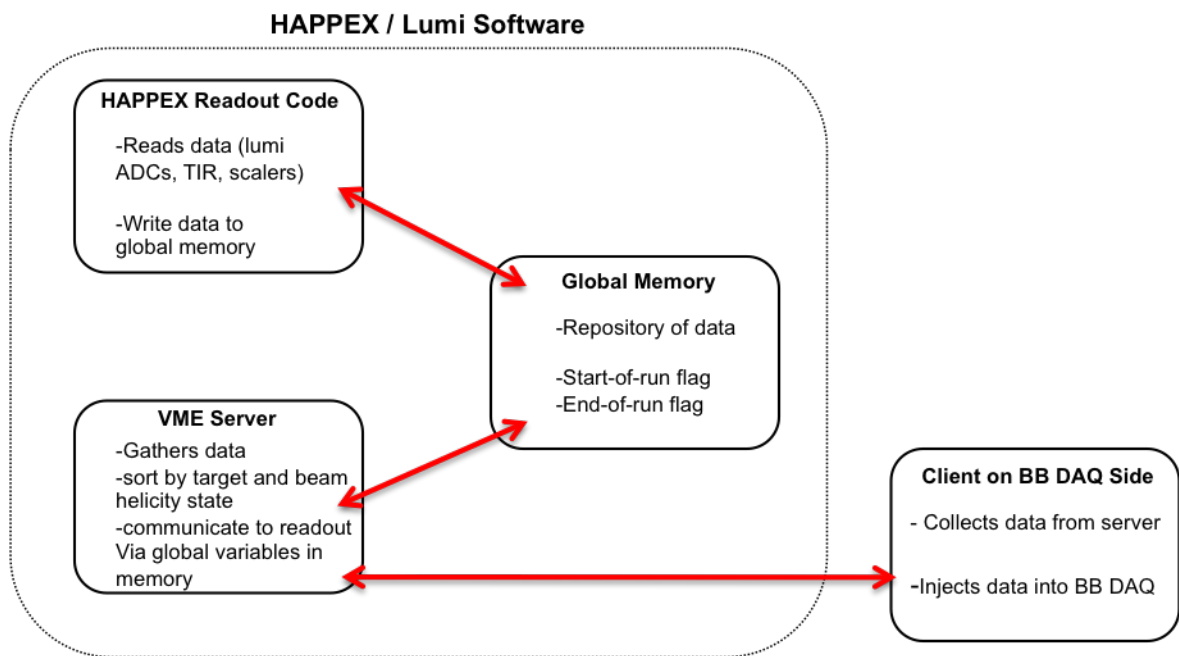 HAPPEX / Lumi Software
HAPPEX Readout Code
-Reads data (lumi
ADCs, TIR, scalers)
-Write data to
global memory
Global Memory
-Repository of data
-Start-of-run flag
-End-of-run flag
VME Server
-Gathers data
-sort by target and beam
helicity state
-communicate to readout
Via global variables in
memory
Client on BB DAQ Side
- Collects data from server
-Injects data into BB DAQ